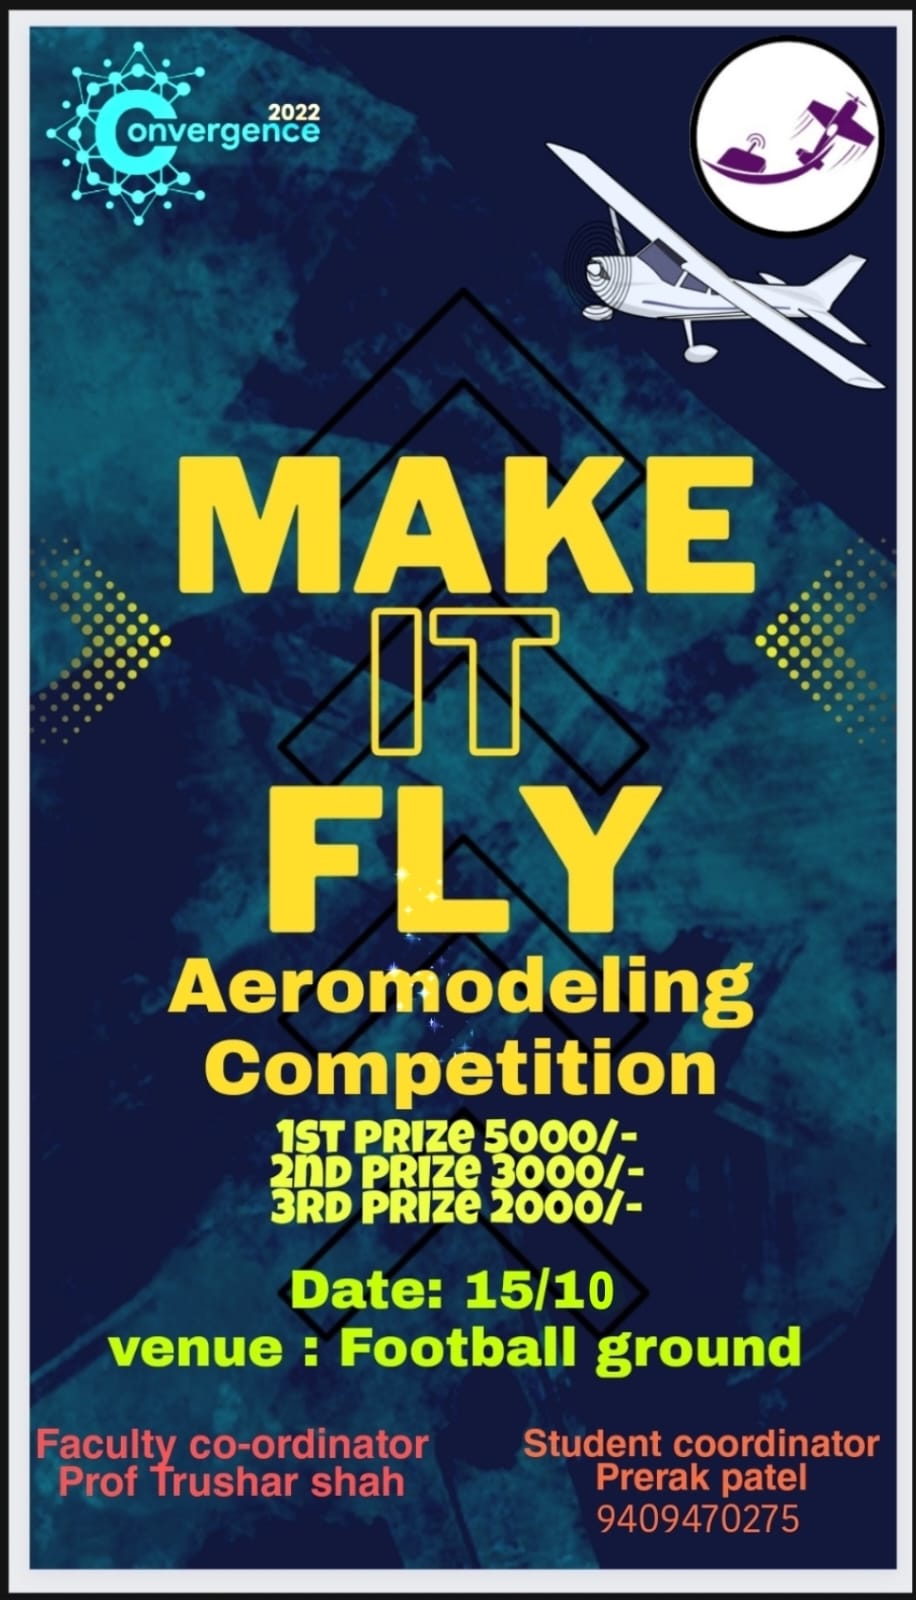 2022
Convergence
MAKE
IT
FLY
Aeromodeling
Competition
1ST PRIZe 5000/-
2nD PRIZe 3000/-
3RD PRIZe 2000/-
Date: 15/10
venue : Football ground
Faculty co-ordinator
Prof Trushar shah
Student coordinator
Prerak patel
9409470275